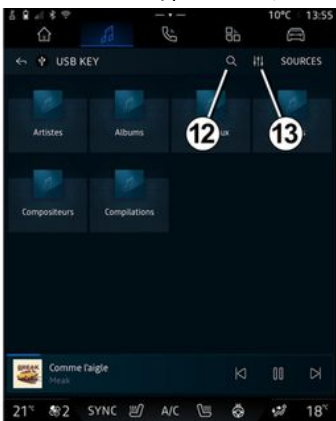 10°C 13:55
USB KEY SOURCES
12 13
Artistes Albums
Compositeurs Compilations
BREAK
Comme l'aigle
Meak
21° 2 SYNC A/C 18°